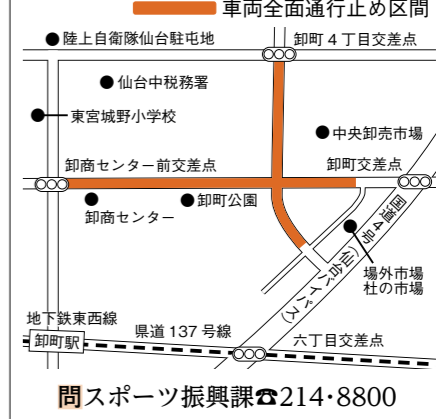 車両全面通行止め区間
陸上自衛隊仙台駐屯地
卸町4丁目交差点
仙台中税務署
東宮城野小学校
中央卸売市場
卸商センター前交差点
卸町交差点
卸商センター
卸町公園
国道4号
(仙台バイパス)
場外市場
杜の市場
地下鉄東西線
卸町駅
県道137号線
六丁目交差点
問スポーツ振興課☎214・8800